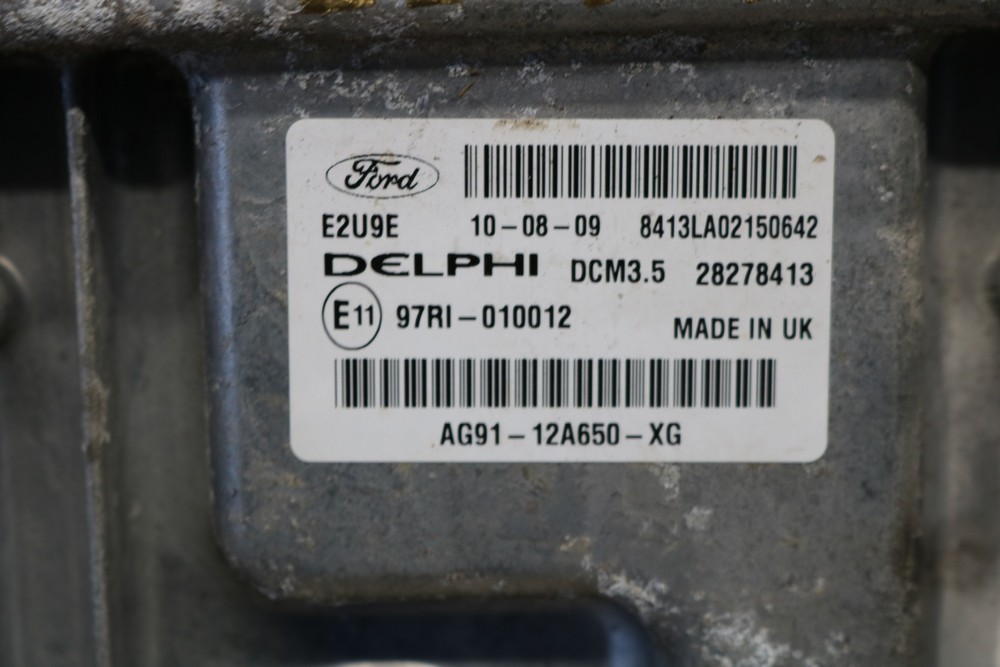 Ford
E2U9E 10-08-09 8413LA02150642
DELPHI DCM3.5 28278413
E11 97RI-010012
MADE IN UK
AG91-12A650-XG